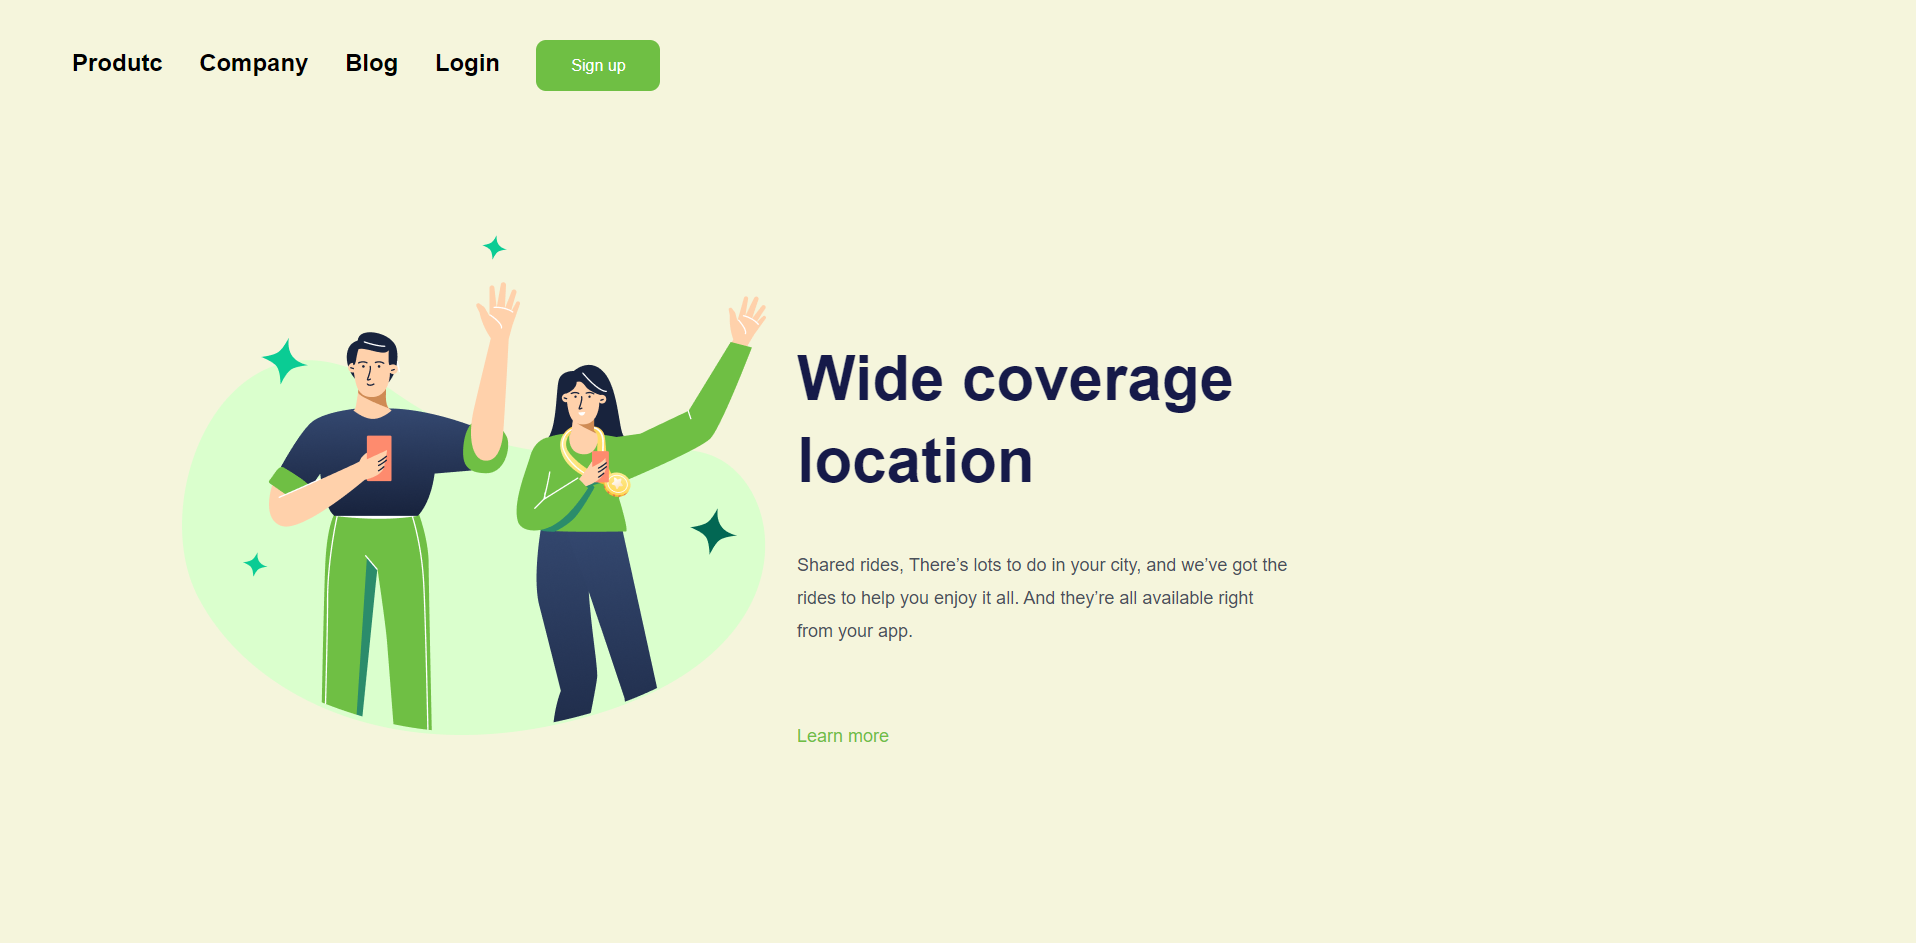 Produtc Company Blog Login Sign up
Wide coverage
location
Shared rides, There’s lots to do in your city, and we’ve got the
rides to help you enjoy it all. And they’re all available right
from your app.
Learn more